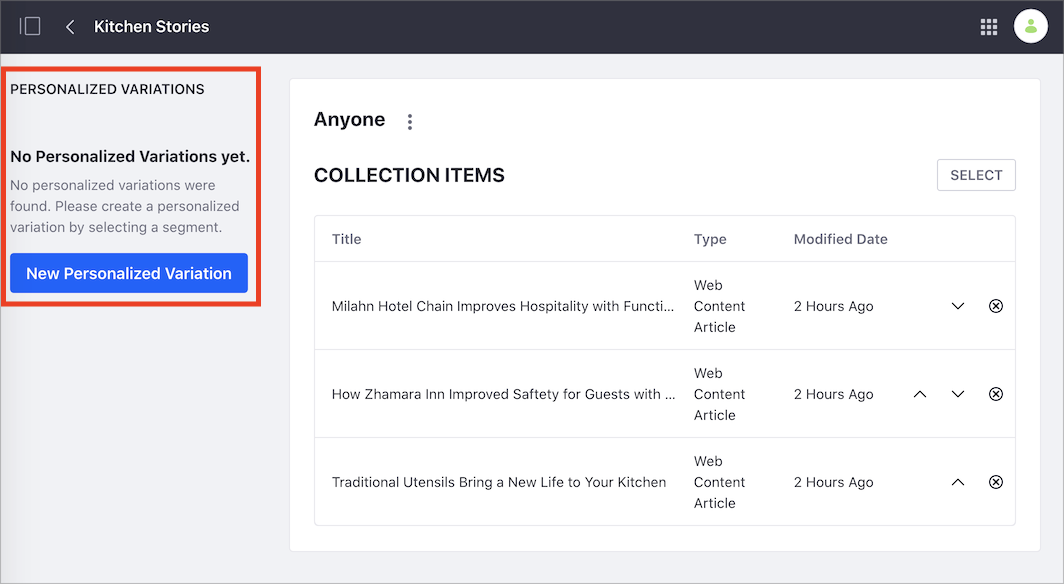 Kitchen Stories
PERSONALIZED VARIATIONS
No Personalized Variations yet.
No personalized variations were
found. Please create a personalized
variation by selecting a segment.
New Personalized Variation
Anyone
COLLECTION ITEMS
SELECT
Title Type Modified Date
Web
Milahn Hotel Chain Improves Hospitality with Functi... Content 2 Hours Ago
Article
Web
How Zhamara Inn Improved Saftety for Guests with ... Content 2 Hours Ago
Article
Web
Traditional Utensils Bring a New Life to Your Kitchen Content 2 Hours Ago
Article